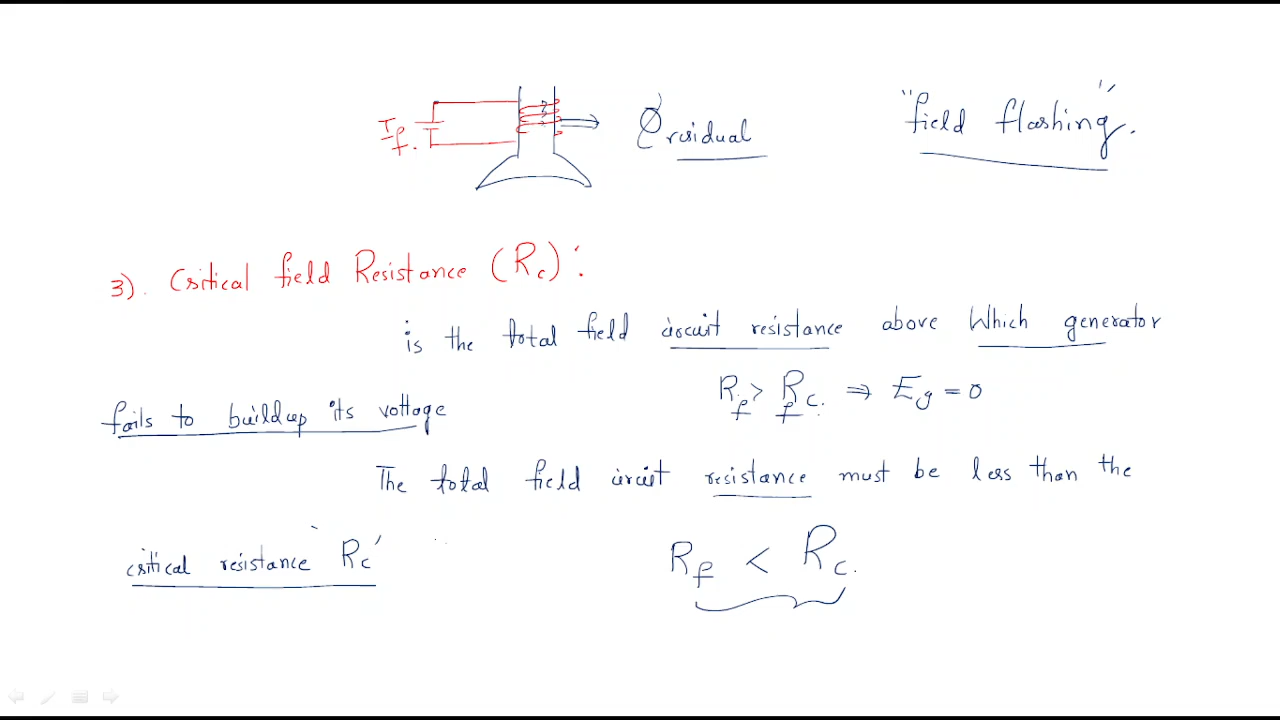 If.
Φresidual
"field flashing".
3). Critical field Resistance (Rc):
is the total field circuit resistance above which generator
Rf > Rfc. ⇒ Eg = 0
fails to buildup its voltage
The total field circuit resistance must be less than the
critical resistance 'Rc'
Rf < Rc.